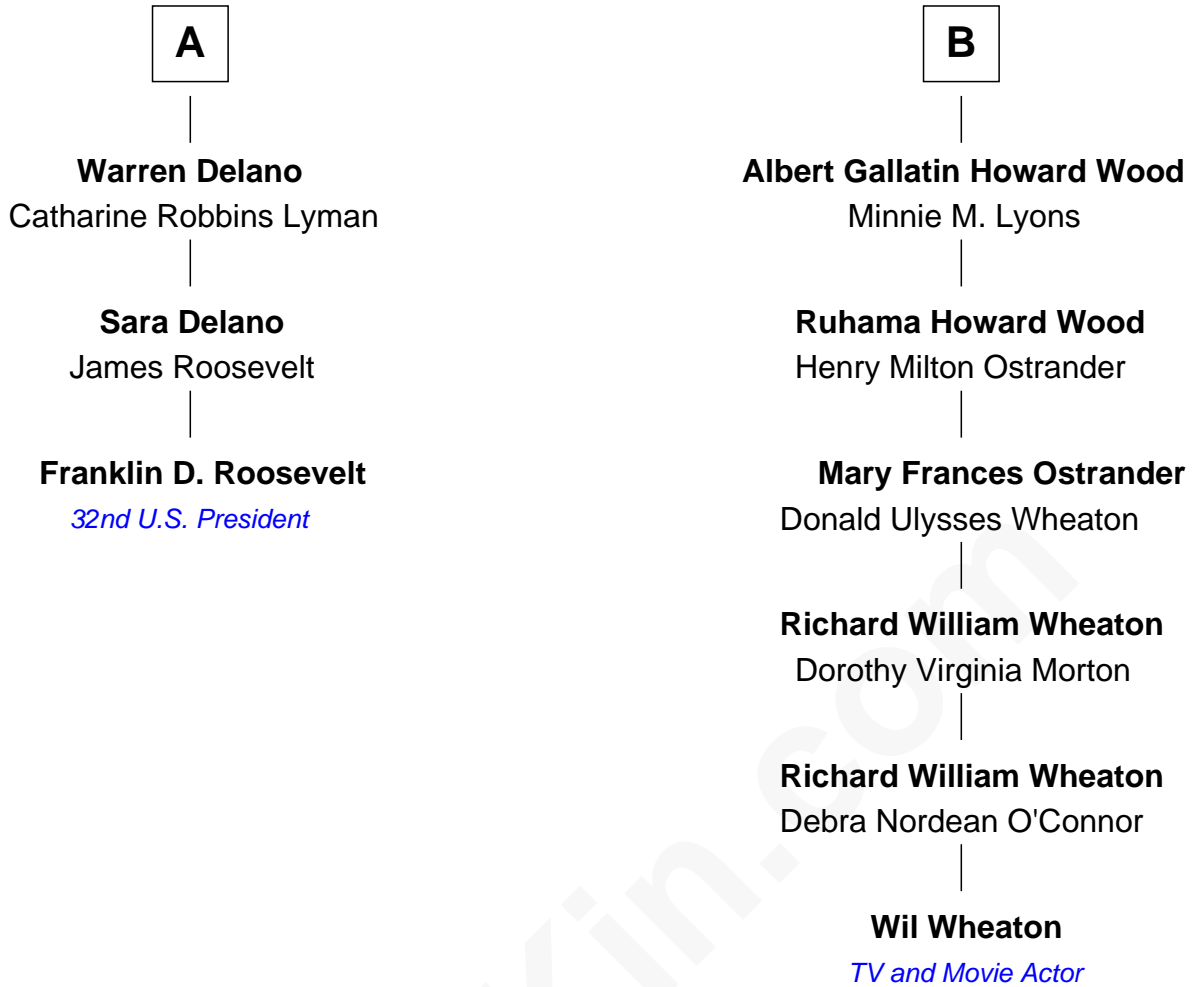 A
Warren Delano
Catharine Robbins Lyman
Sara Delano
James Roosevelt
Franklin D. Roosevelt
32nd U.S. President
B
Albert Gallatin Howard Wood
Minnie M. Lyons
Ruhama Howard Wood
Henry Milton Ostrander
Mary Frances Ostrander
Donald Ulysses Wheaton
Richard William Wheaton
Dorothy Virginia Morton
Richard William Wheaton
Debra Nordean O'Connor
Wil Wheaton
TV and Movie Actor
Kin.com